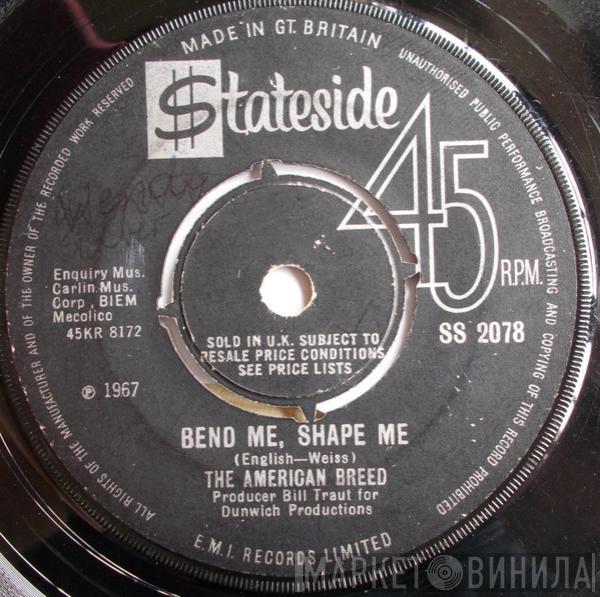 MADE IN GT. BRITAIN
UNAUTHORISED PUBLIC PERFORMANCE BROADCASTING AND COPYING OF THIS RECORD PROHIBITED
ALL RIGHTS OF THE MANUFACTURER AND OF THE OWNER OF THE RECORDED WORK RESERVED
$tateside
45 R.P.M.
Enquiry Mus.
Carlin Mus.
Corp , BIEM
Mecolico
45KR 8172
SS 2078
SOLD IN U.K. SUBJECT TO
RESALE PRICE CONDITIONS
SEE PRICE LISTS
℗ 1967
BEND ME, SHAPE ME
(English—Weiss)
THE AMERICAN BREED
Producer Bill Traut for
Dunwich Productions
E.M.I. RECORDS LIMITED
МАРКЕТ ВИНИЛА